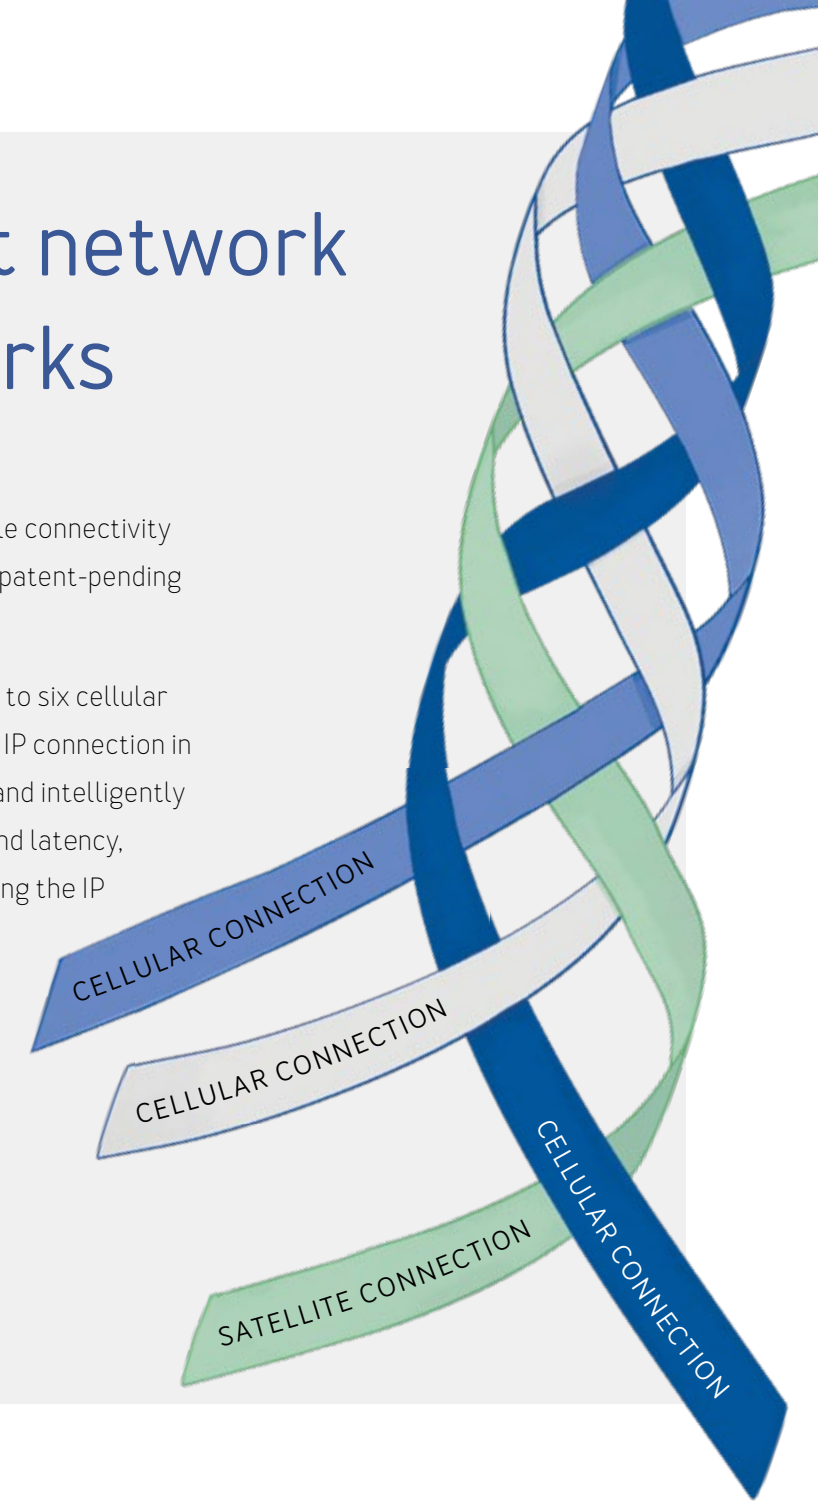 network
le connectivity
patent-pending
to six cellular
IP connection in
and intelligently
nd latency,
ng the IP
CELLULAR CONNECTION
CELLULAR CONNECTION
CELLULAR CONNECTION
SATELLITE CONNECTION